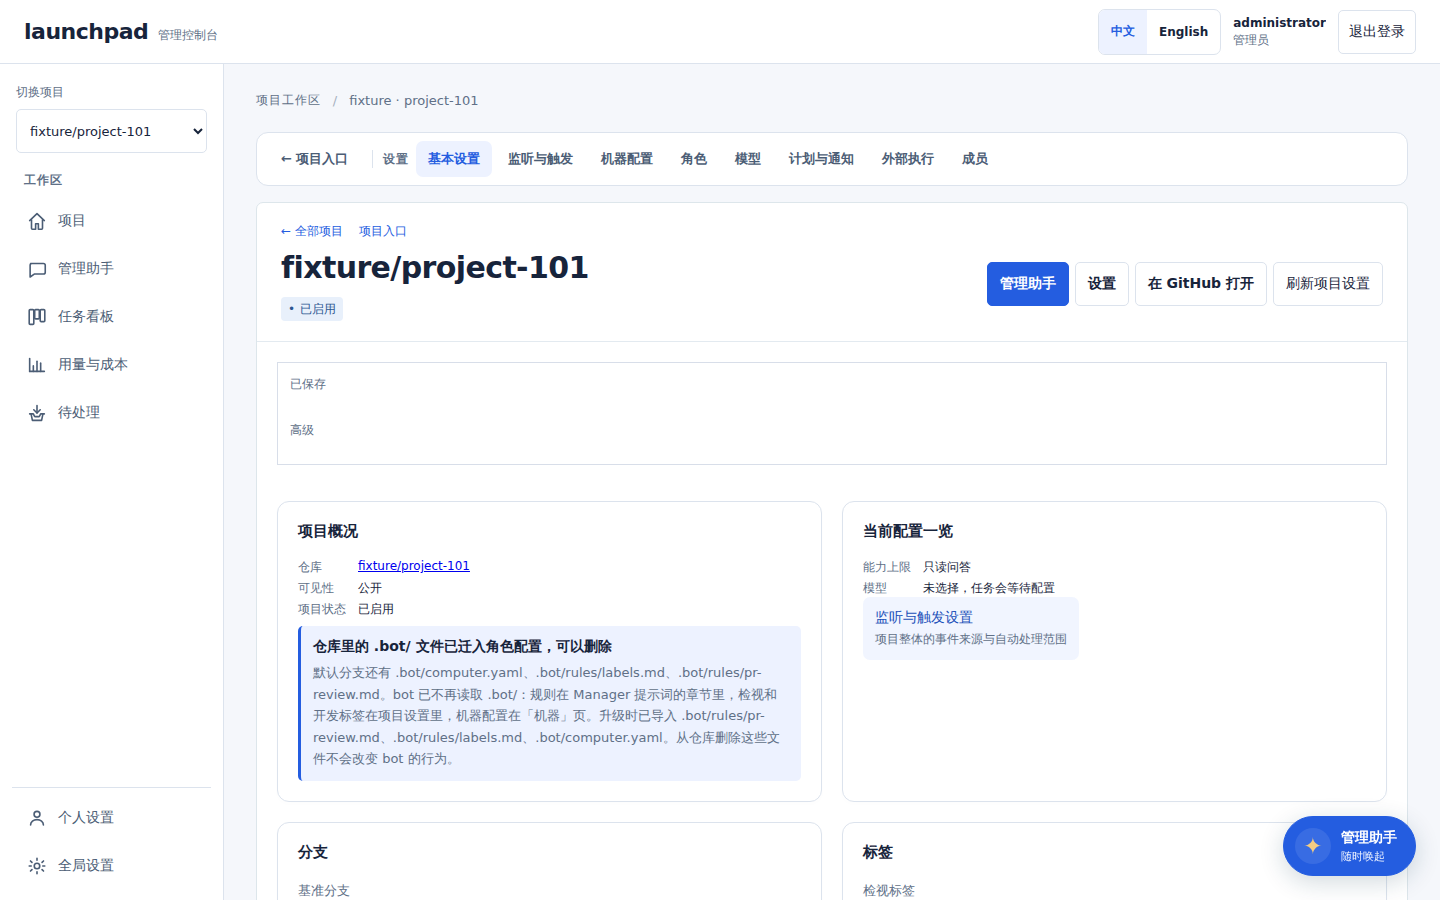 launchpad 管理控制台
中文 English
administrator
管理员
退出登录
切换项目
fixture/project-101
工作区
项目
管理助手
任务看板
用量与成本
待处理
个人设置
全局设置
项目工作区 / fixture · project-101
← 项目入口 设置 基本设置 监听与触发 机器配置 角色 模型 计划与通知 外部执行 成员
← 全部项目 项目入口
fixture/project-101
• 已启用
管理助手 设置 在 GitHub 打开 刷新项目设置
已保存
高级
项目概况
仓库 fixture/project-101
可见性 公开
项目状态 已启用
仓库里的 .bot/ 文件已迁入角色配置，可以删除
默认分支还有 .bot/computer.yaml、.bot/rules/labels.md、.bot/rules/pr-
review.md。bot 已不再读取 .bot/：规则在 Manager 提示词的章节里，检视和
开发标签在项目设置里，机器配置在「机器」页。升级时已导入 .bot/rules/pr-
review.md、.bot/rules/labels.md、.bot/computer.yaml。从仓库删除这些文
件不会改变 bot 的行为。
当前配置一览
能力上限 只读问答
模型 未选择，任务会等待配置
监听与触发设置
项目整体的事件来源与自动处理范围
分支
基准分支
标签
检视标签
管理助手
随时唤起